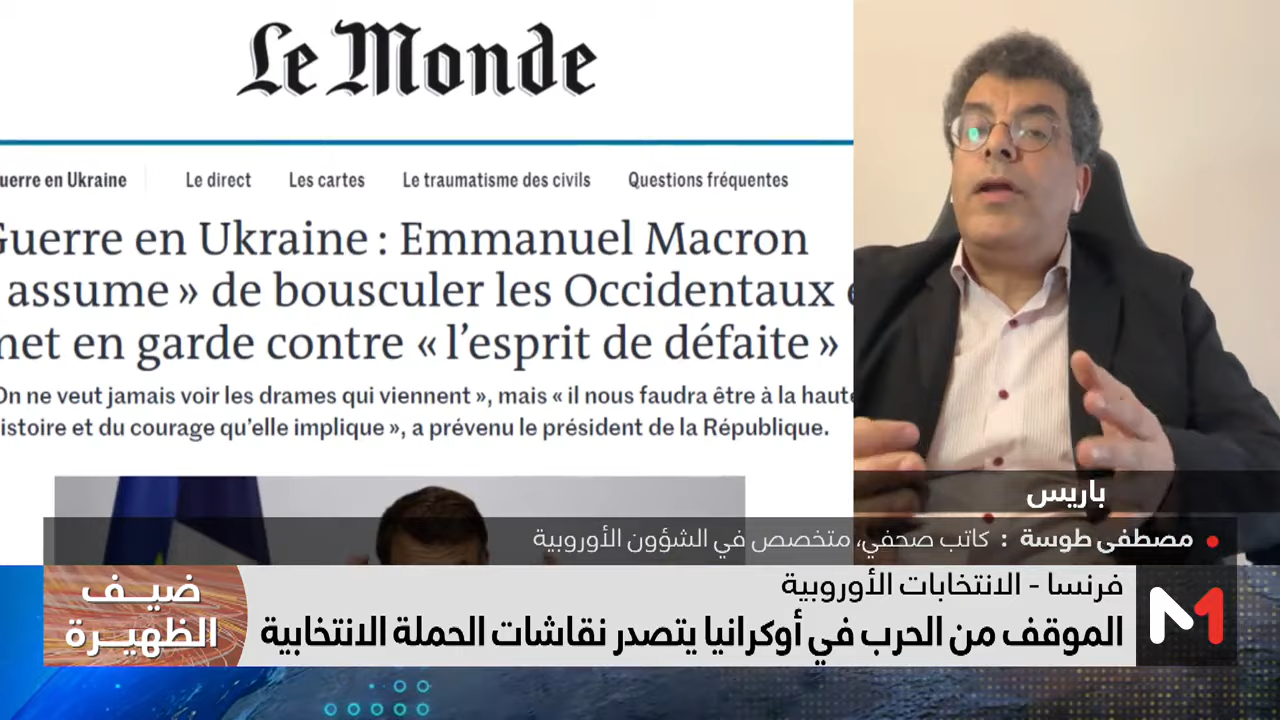 Le Monde
uerre en Ukraine
Le direct
Les cartes
Le traumatisme des civils
Questions fréquentes
Guerre en Ukraine : Emmanuel Macron
assume » de bousculer les Occidentaux e
met en garde contre « l'esprit de défaite »
On ne veut jamais voir les drames qui viennent », mais « il nous faudra être à la haute
istoire et du courage qu'elle implique », a prévenu le président de la République.
باريس
مصطفى طوسة : كاتب صحفي، متخصص في الشؤون الأوروبية
فرنسا - الانتخابات الأوروبية
الموقف من الحرب في أوكرانيا يتصدر نقاشات الحملة الانتخابية
ضيف
الظهيرة
M1